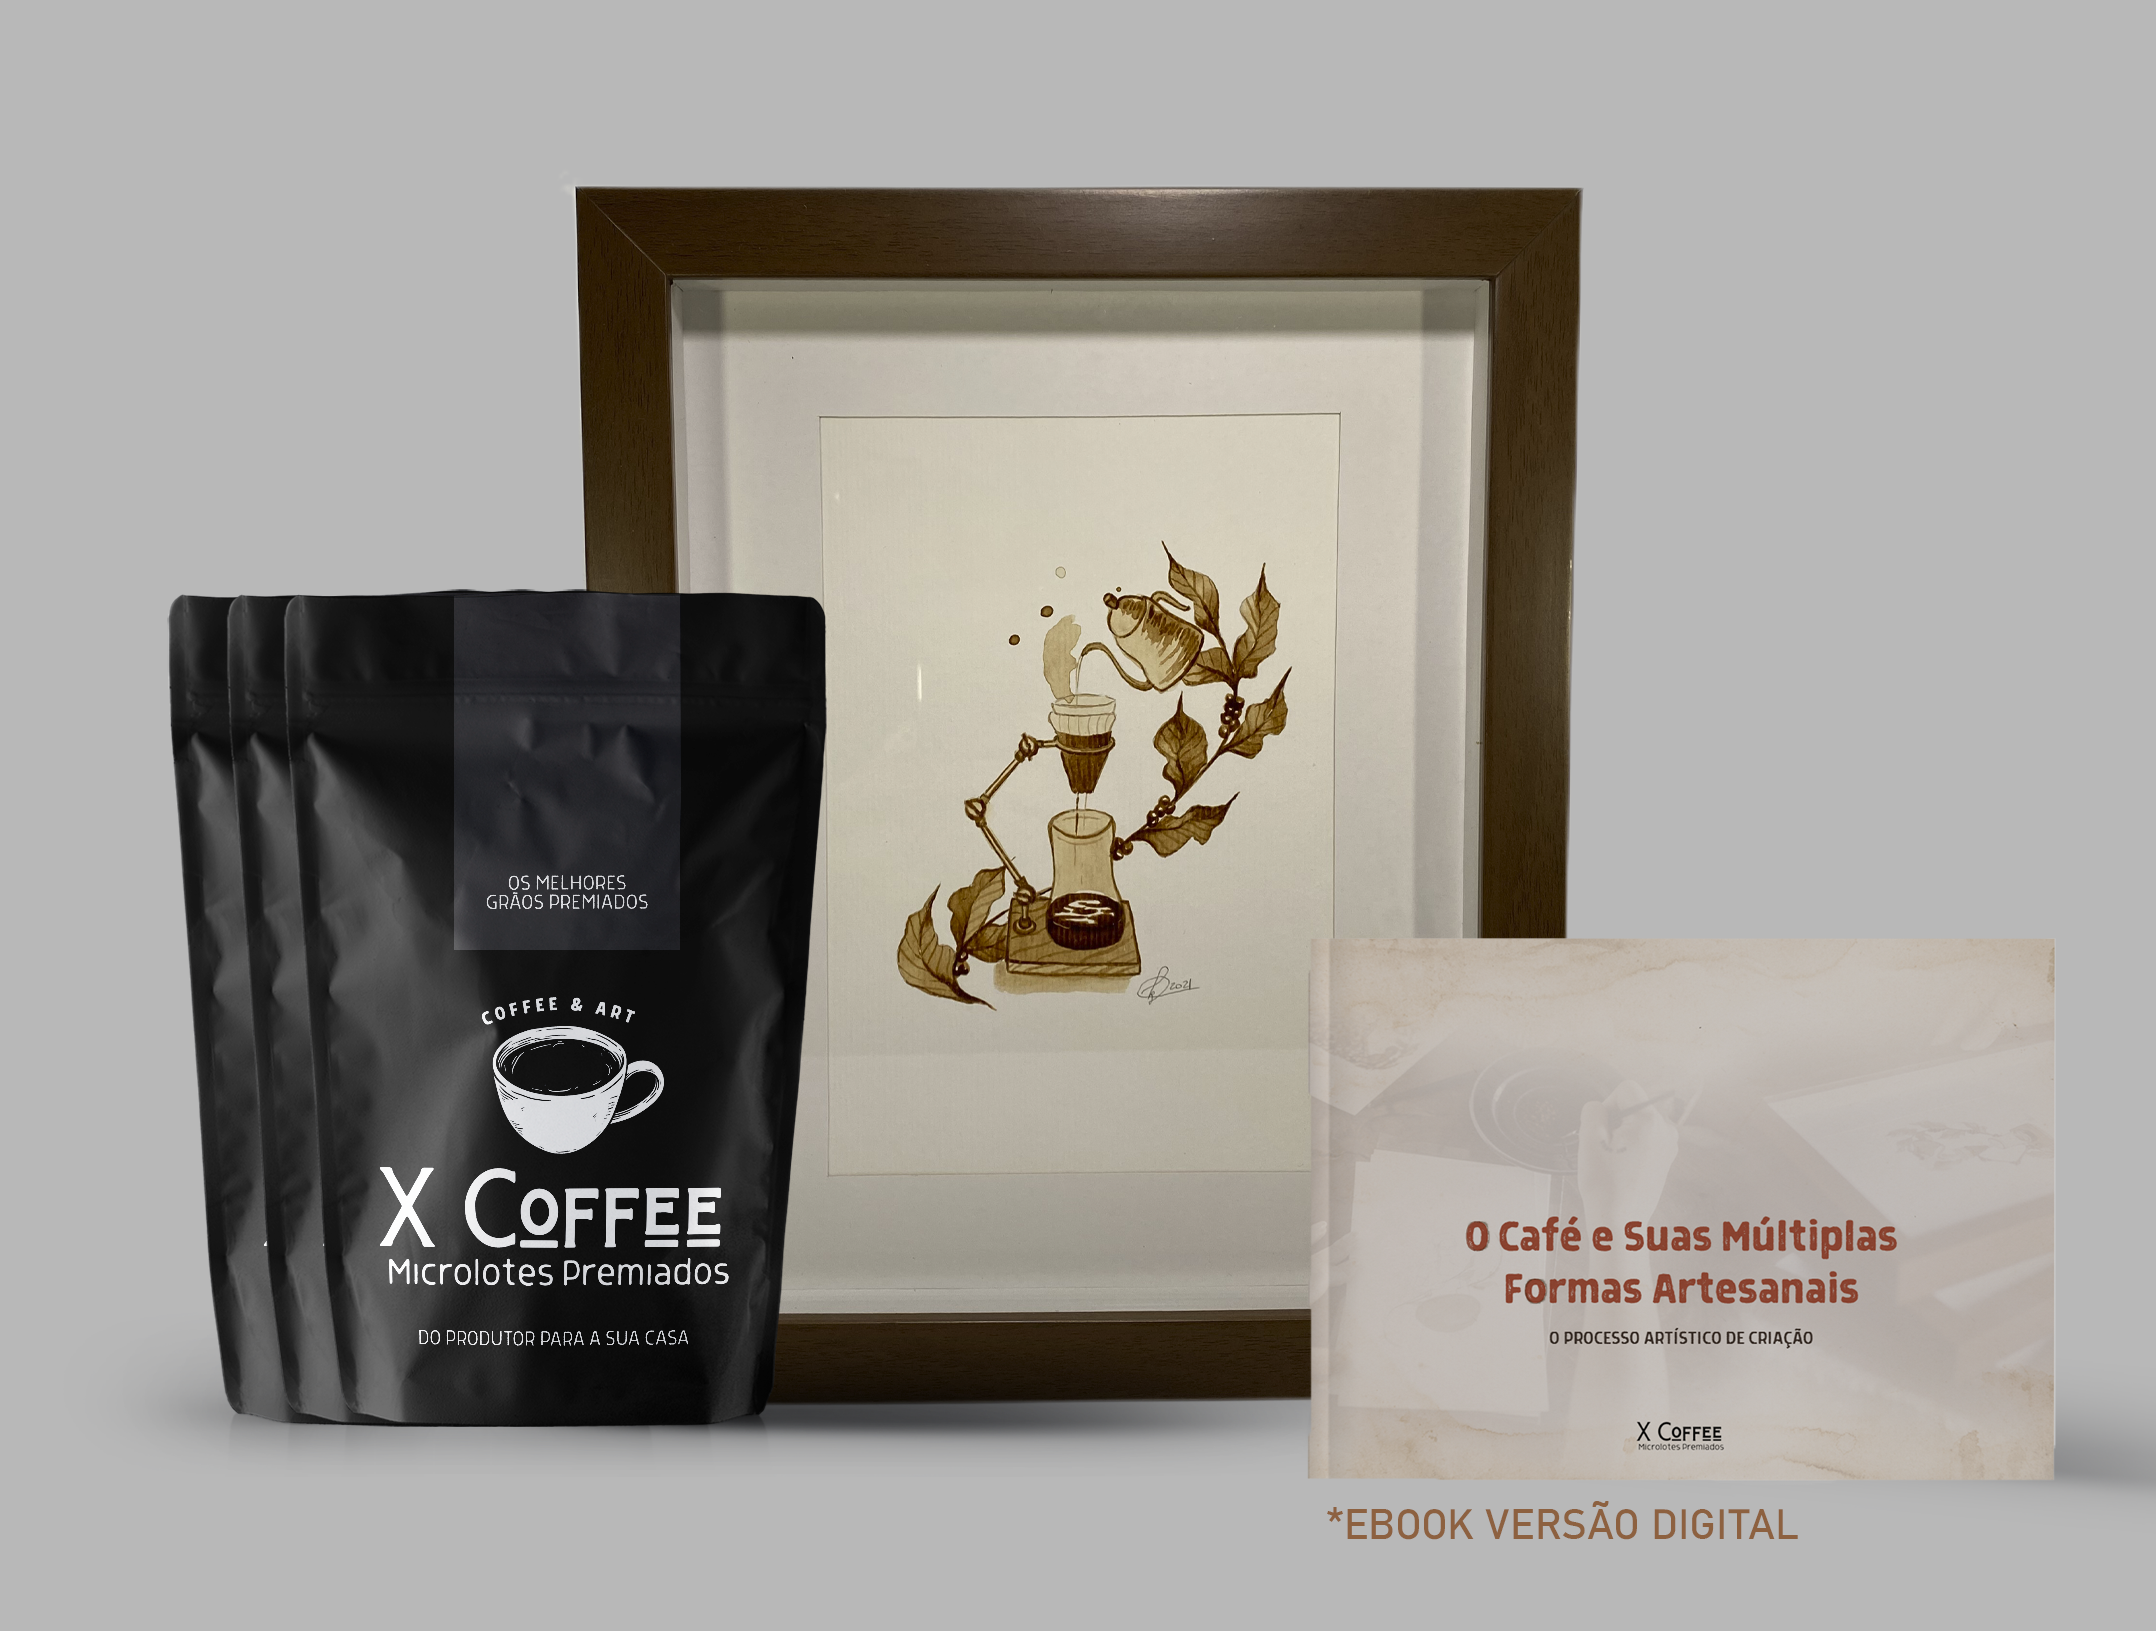 OS MELHORES
GRÃOS PREMIADOS
COFFEE & ART
X COFFEE
Microlotes Premiados
DO PRODUTOR PARA A SUA CASA
2021
O Café e Suas Múltiplas
Formas Artesanais
O PROCESSO ARTÍSTICO DE CRIAÇÃO
X COFFEE
Microlotes Premiados
*EBOOK VERSÃO DIGITAL